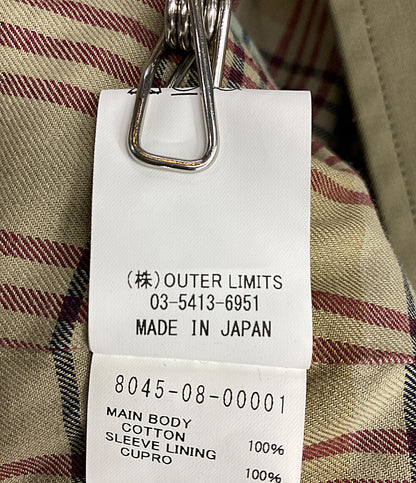 (株)OUTER LIMITS
03-5413-6951
MADE IN JAPAN
8045-08-00001
MAIN BODY
COTTON 100%
SLEEVE LINING
CUPRO 100%